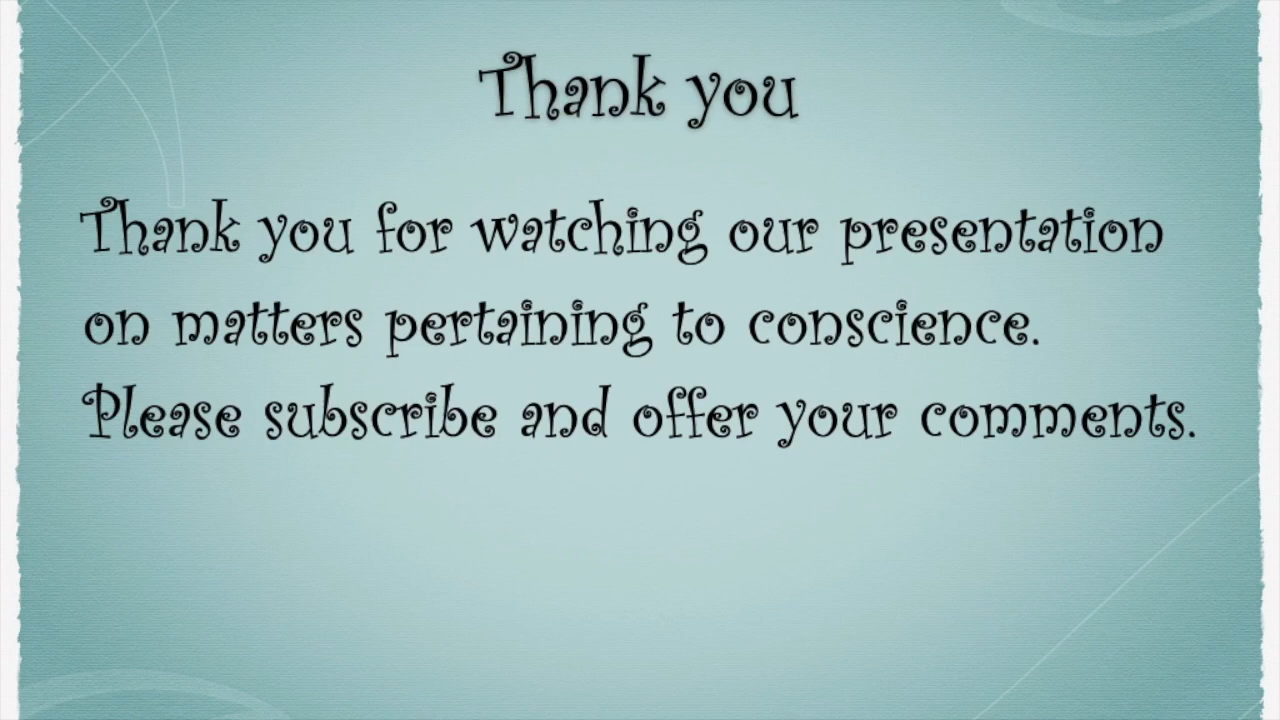 Thank you
Thank you for watching our presentation
on matters pertaining to conscience.
Please subscribe and offer your comments.